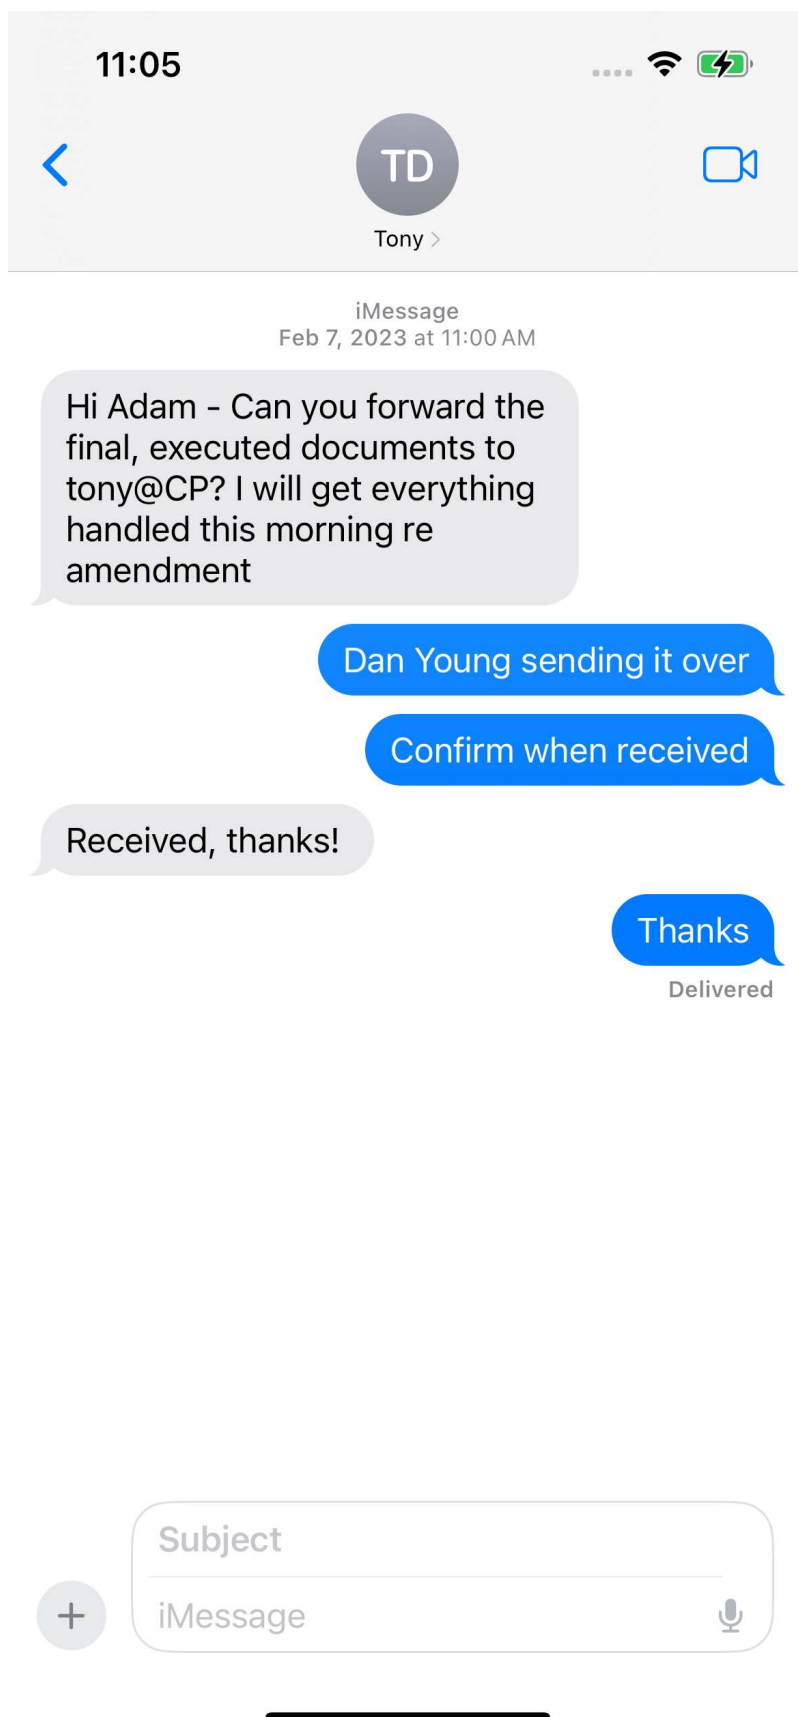 11:05
TD
Tony
iMessage
Feb 7, 2023 at 11:00 AM
Hi Adam - Can you forward the
final, executed documents to
tony@CP? I will get everything
handled this morning re
amendment
Dan Young sending it over
Confirm when received
Received, thanks!
Thanks
Delivered
Subject
iMessage